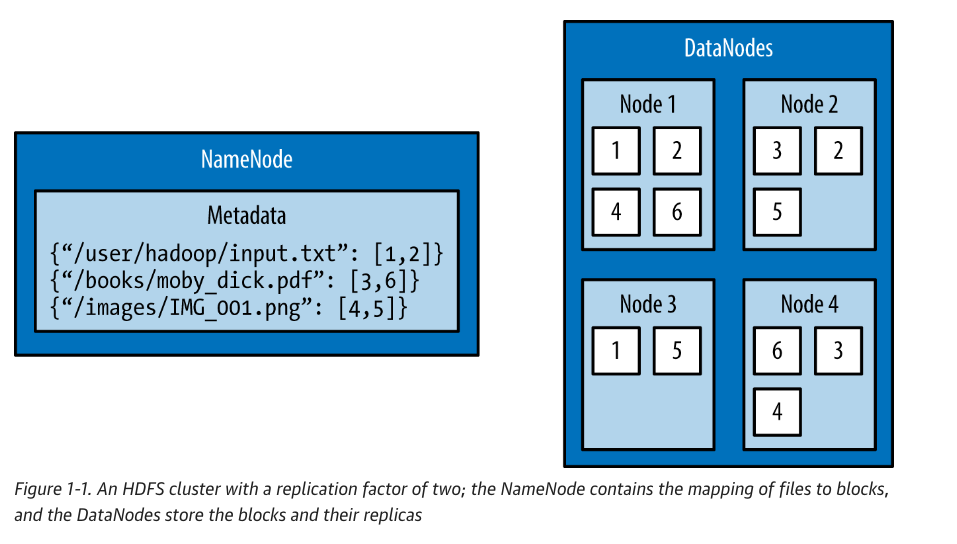 NameNode
Metadata
{“/user/hadoop/input.txt”: [1,2]}
{“/books/moby_dick.pdf”: [3,6]}
{“/images/IMG_001.png”: [4,5]}
DataNodes
Node 1
1 2
4 6
Node 2
3 2
5
Node 3
1 5
Node 4
6 3
4
Figure 1-1. An HDFS cluster with a replication factor of two; the NameNode contains the mapping of files to blocks,
and the DataNodes store the blocks and their replicas